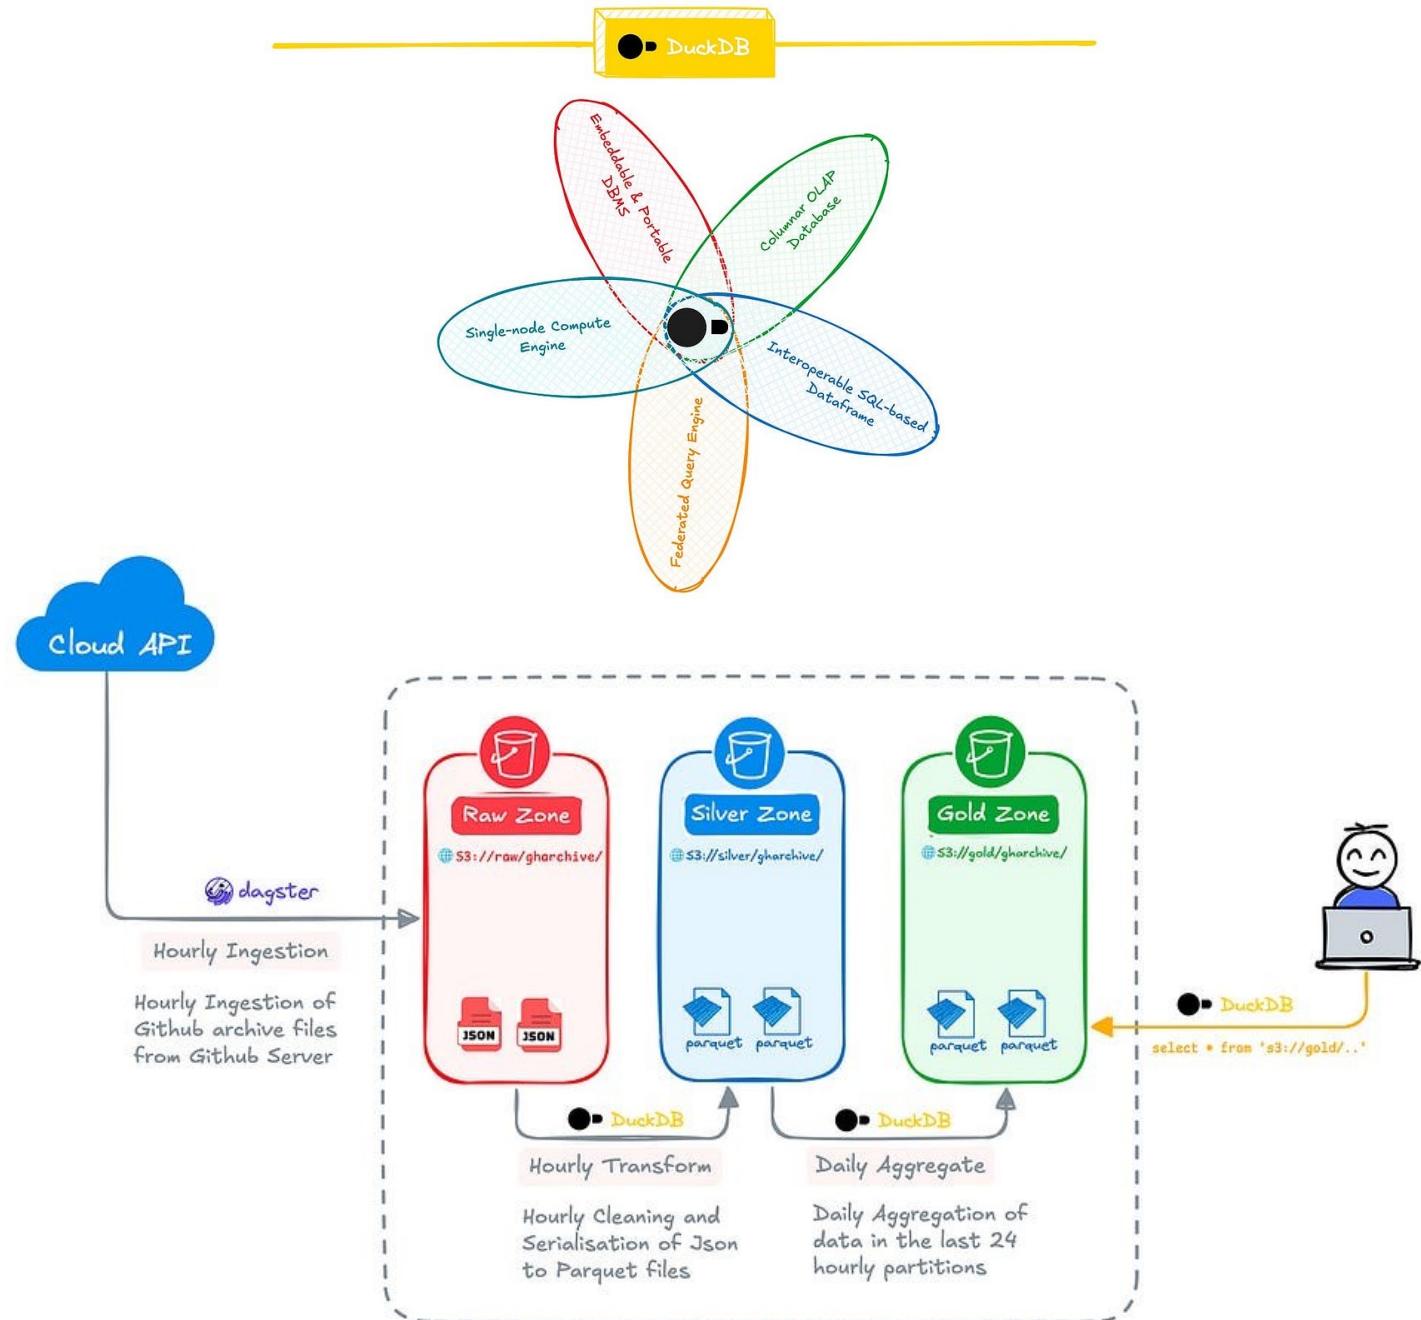 DuckDB
Embeddable & Portable
DBMS
Columnar OLAP
Database
Single-node Compute
Engine
Interoperable SQL-based
Dataframe
Federated Query Engine
Cloud API
Raw Zone
S3://raw/gharchive/
Silver Zone
S3://silver/gharchive/
Gold Zone
S3://gold/gharchive/
dagster
Hourly Ingestion
Hourly Ingestion of
Github archive files
from Github Server
JSON
JSON
parquet
parquet
parquet
parquet
DuckDB
select * from 's3://gold/..'
DuckDB
Hourly Transform
Hourly Cleaning and
Serialisation of Json
to Parquet files
DuckDB
Daily Aggregate
Daily Aggregation of
data in the last 24
hourly partitions